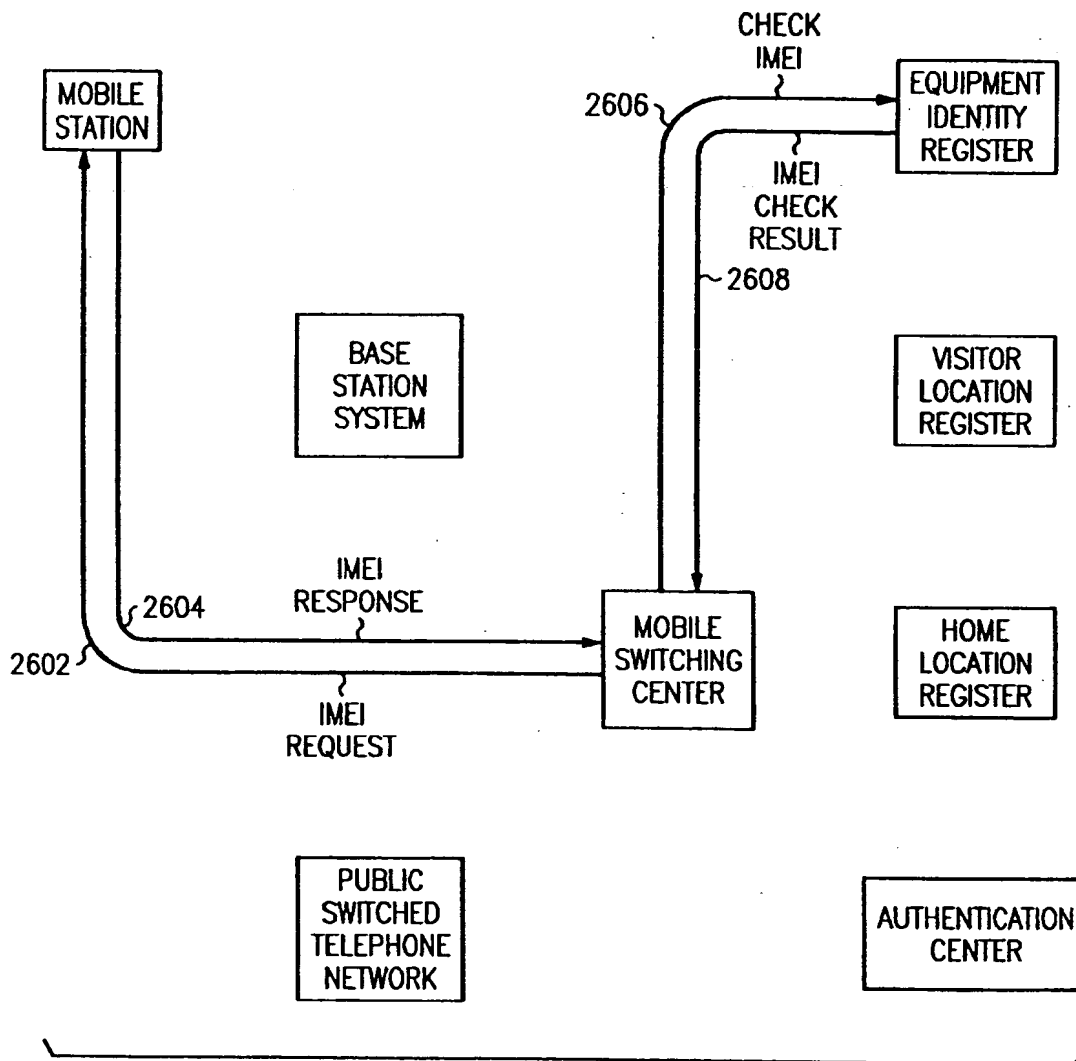 CHECK
IMEI
MOBILE
STATION
2606
EQUIPMENT
IDENTITY
REGISTER
IMEI
CHECK
RESULT
2608
BASE
STATION
SYSTEM
VISITOR
LOCATION
REGISTER
IMEI
RESPONSE
2604
2602
MOBILE
SWITCHING
CENTER
HOME
LOCATION
REGISTER
IMEI
REQUEST
PUBLIC
SWITCHED
TELEPHONE
NETWORK
AUTHENTICATION
CENTER